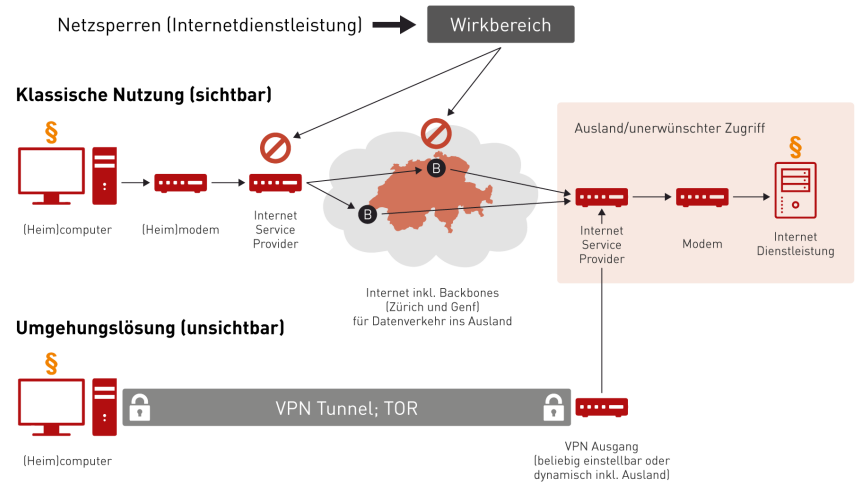 Netzsperren (Internetdienstleistung)
Wirkbereich
Klassische Nutzung (sichtbar)
Ausland/unerwünschter Zugriff
§
§
B
B
(Heim)computer
(Heim)modem
Internet
Service
Provider
Internet
Service
Provider
Modem
Internet
Dienstleistung
Internet inkl. Backbones
(Zürich und Genf)
für Datenverkehr ins Ausland
Umgehungslösung (unsichtbar)
§
VPN Tunnel; TOR
(Heim)computer
VPN Ausgang
(beliebig einstellbar oder
dynamisch inkl. Ausland)